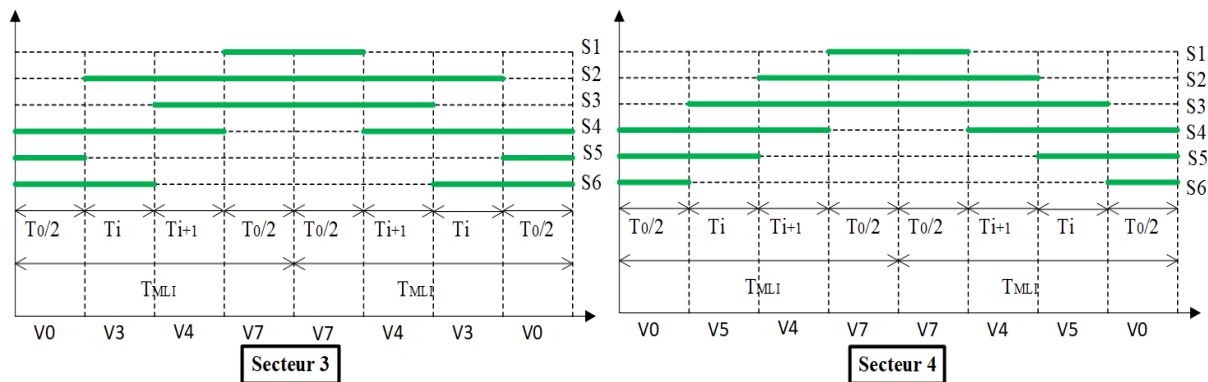 S1
S2
S3
S4
S5
S6
T0/2 Ti Ti+1 T0/2 T0/2 Ti+1 Ti T0/2
TMLI TMLI
V0 V3 V4 V7 V7 V4 V3 V0
Secteur 3
S1
S2
S3
S4
S5
S6
T0/2 Ti Ti+1 T0/2 T0/2 Ti+1 Ti T0/2
TMLI TMLI
V0 V5 V4 V7 V7 V4 V5 V0
Secteur 4